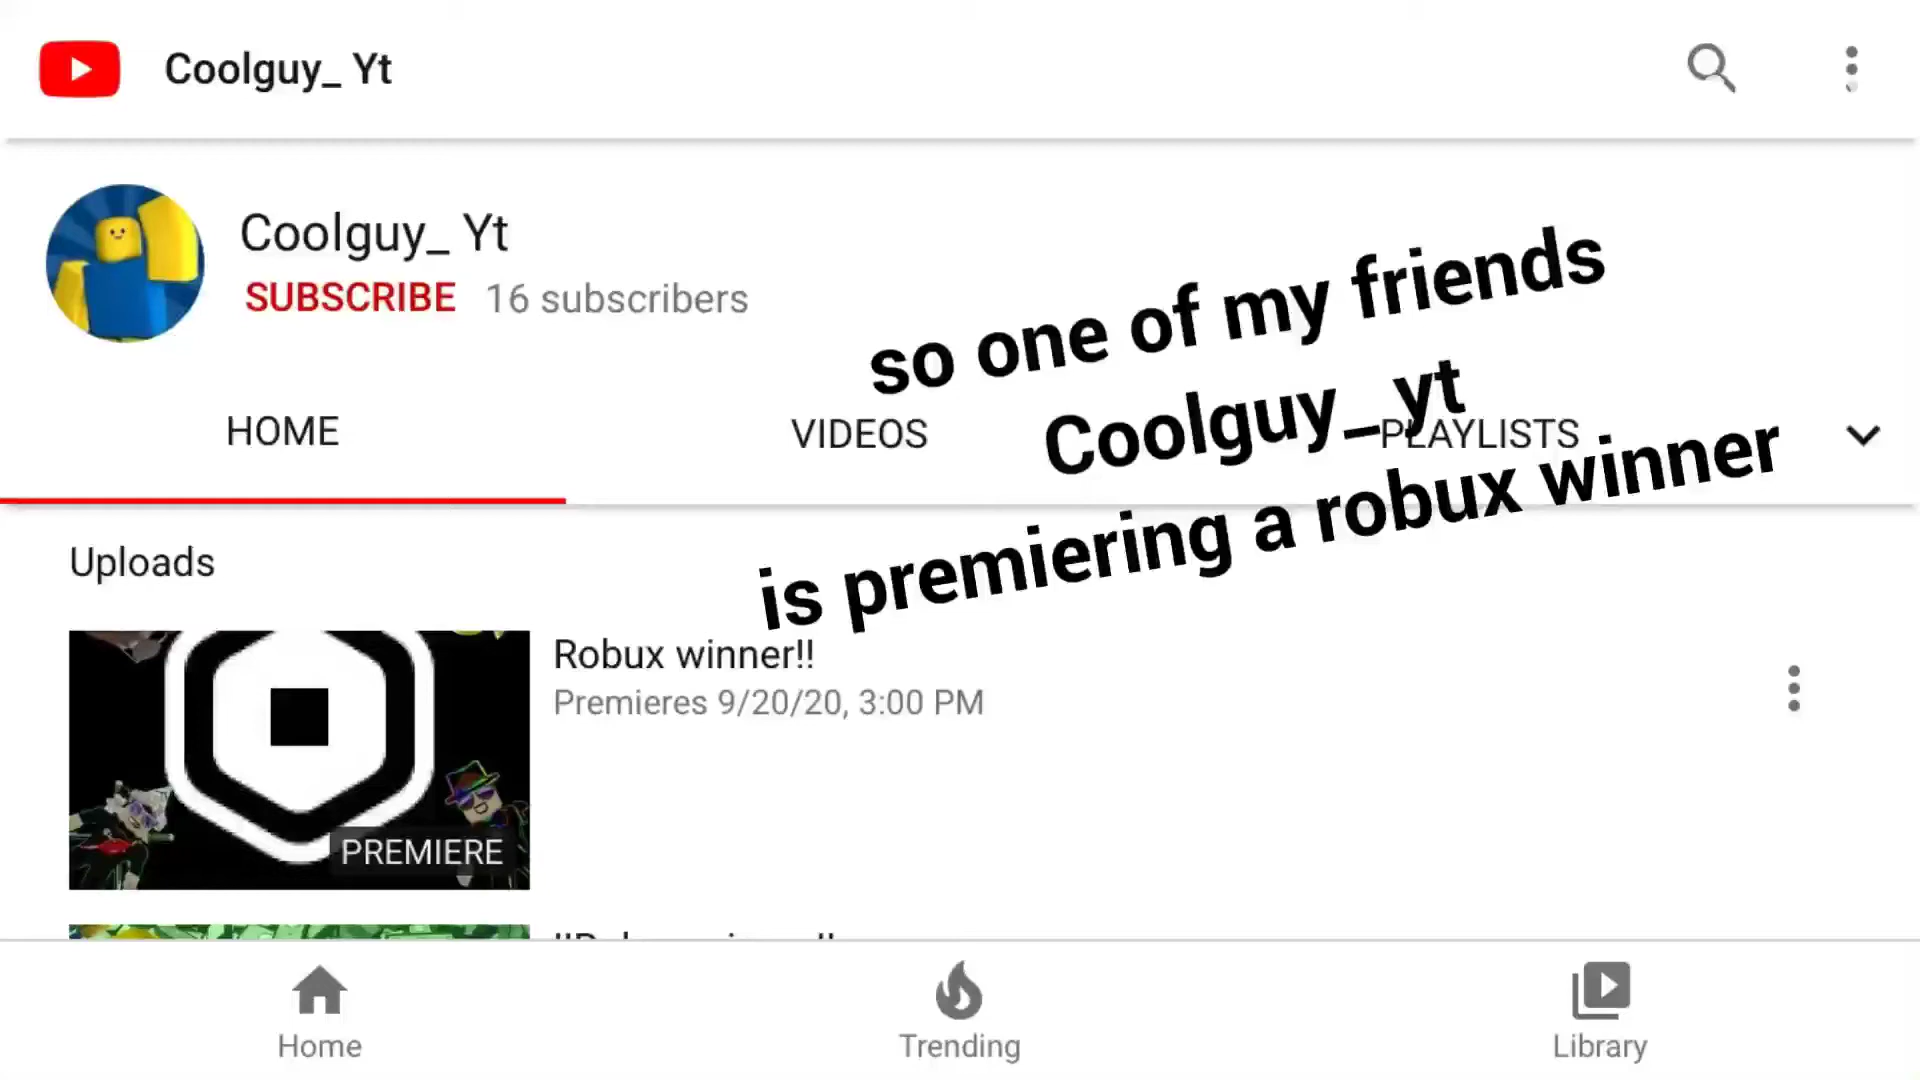 Coolguy_ Yt
Coolguy_ Yt
SUBSCRIBE 16 subscribers
so one of my friends
Coolguy_yt
is premiering a robux winner
HOME
VIDEOS
PLAYLISTS
Uploads
Robux winner!!
Premieres 9/20/20, 3:00 PM
PREMIERE
Home
Trending
Library